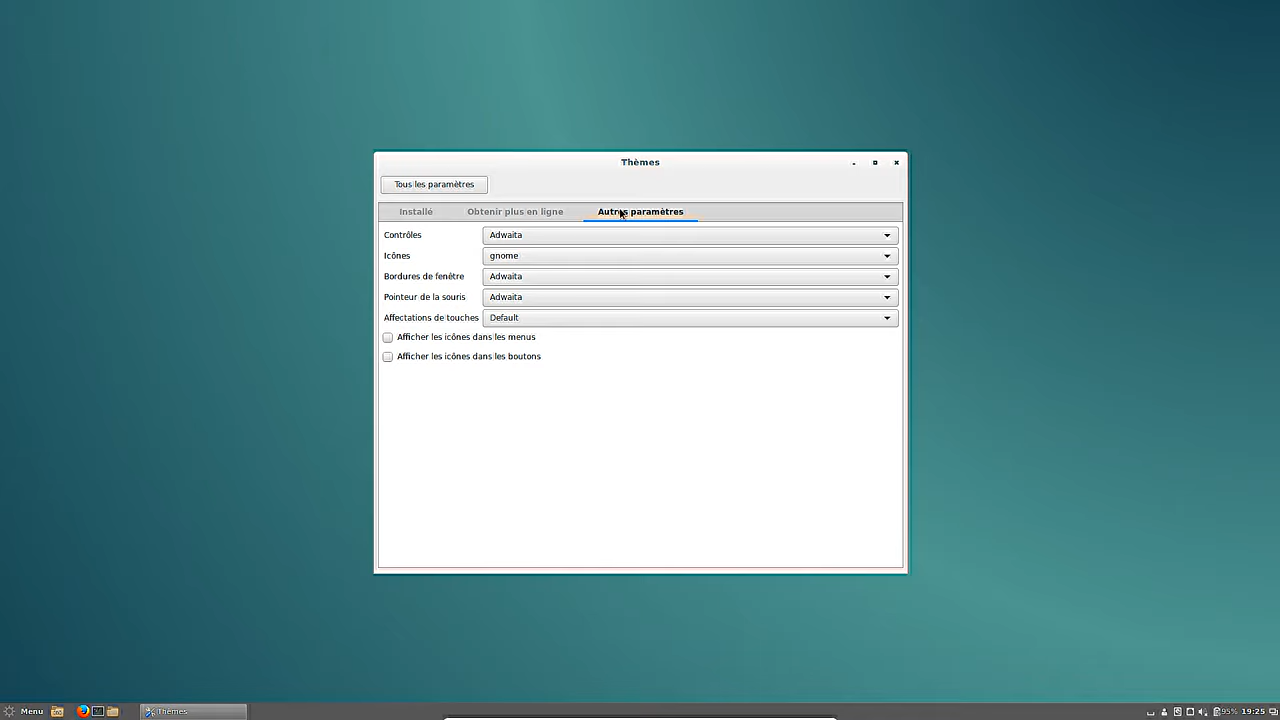 Thèmes
Tous les paramètres
Installé
Obtenir plus en ligne
Autres paramètres
Contrôles
Adwaita
Icônes
gnome
Bordures de fenêtre
Adwaita
Pointeur de la souris
Adwaita
Affectations de touches
Default
Afficher les icônes dans les menus
Afficher les icônes dans les boutons
Menu
Thèmes
95%
19:25